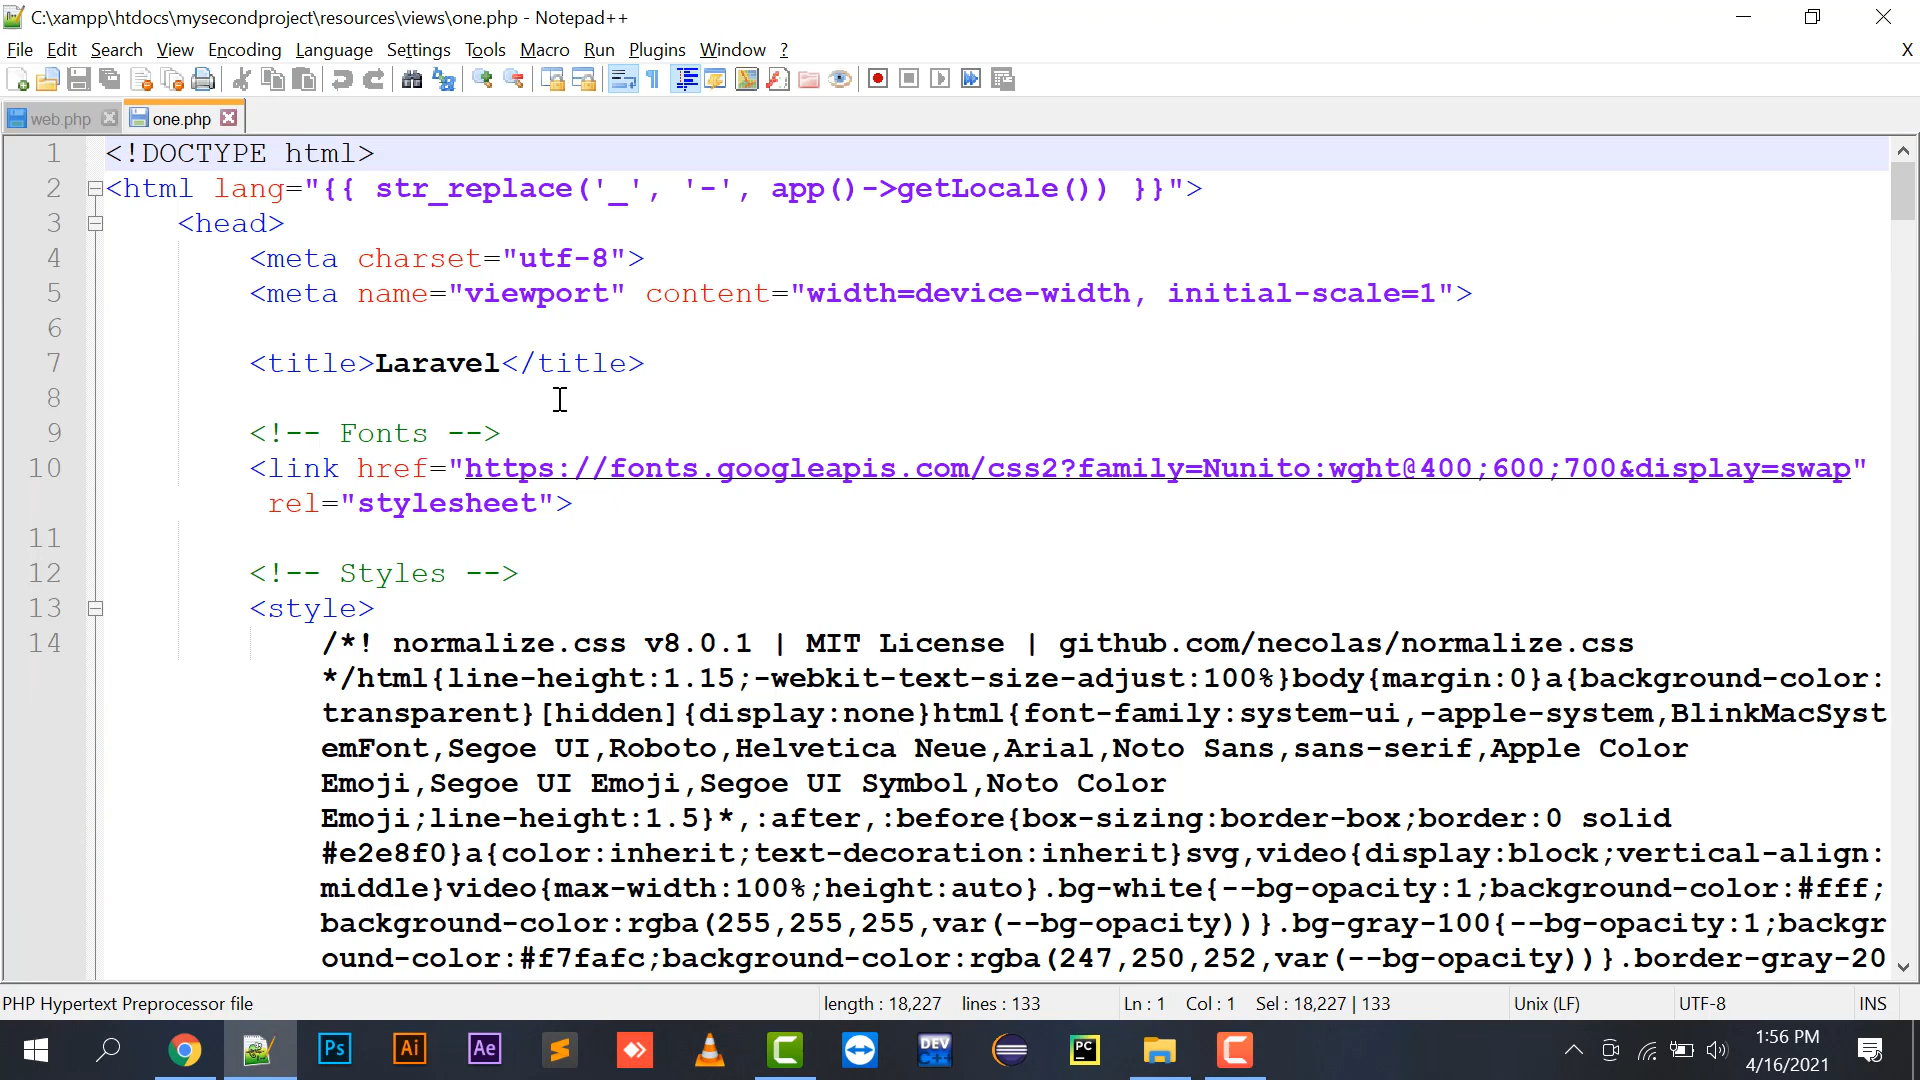 C:\xampp\htdocs\mysecondproject\resources\views\one.php - Notepad++
File Edit Search View Encoding Language Settings Tools Macro Run Plugins Window ? X
web.php one.php
1 <!DOCTYPE html>
2 <html lang="{{ str_replace('_', '-', app()->getLocale()) }}">
3 <head>
4 <meta charset="utf-8">
5 <meta name="viewport" content="width=device-width, initial-scale=1">
6
7 <title>Laravel</title>
8
9 <!-- Fonts -->
10 <link href="https://fonts.googleapis.com/css2?family=Nunito:wght@400;600;700&display=swap"
rel="stylesheet">
11
12 <!-- Styles -->
13 <style>
14 /*! normalize.css v8.0.1 | MIT License | github.com/necolas/normalize.css
*/html{line-height:1.15;-webkit-text-size-adjust:100%}body{margin:0}a{background-color:
transparent}[hidden]{display:none}html{font-family:system-ui,-apple-system,BlinkMacSyst
emFont,Segoe UI,Roboto,Helvetica Neue,Arial,Noto Sans,sans-serif,Apple Color
Emoji,Segoe UI Emoji,Segoe UI Symbol,Noto Color
Emoji;line-height:1.5}*,:after,:before{box-sizing:border-box;border:0 solid
#e2e8f0}a{color:inherit;text-decoration:inherit}svg,video{display:block;vertical-align:
middle}video{max-width:100%;height:auto}.bg-white{--bg-opacity:1;background-color:#fff;
background-color:rgba(255,255,255,var(--bg-opacity))}.bg-gray-100{--bg-opacity:1;backgr
ound-color:#f7fafc;background-color:rgba(247,250,252,var(--bg-opacity))}.border-gray-20
PHP Hypertext Preprocessor file length : 18,227 lines : 133 Ln : 1 Col : 1 Sel : 18,227 | 133 Unix (LF) UTF-8 INS
Ps Ai Ae DEV C++ PC 1:56 PM
4/16/2021